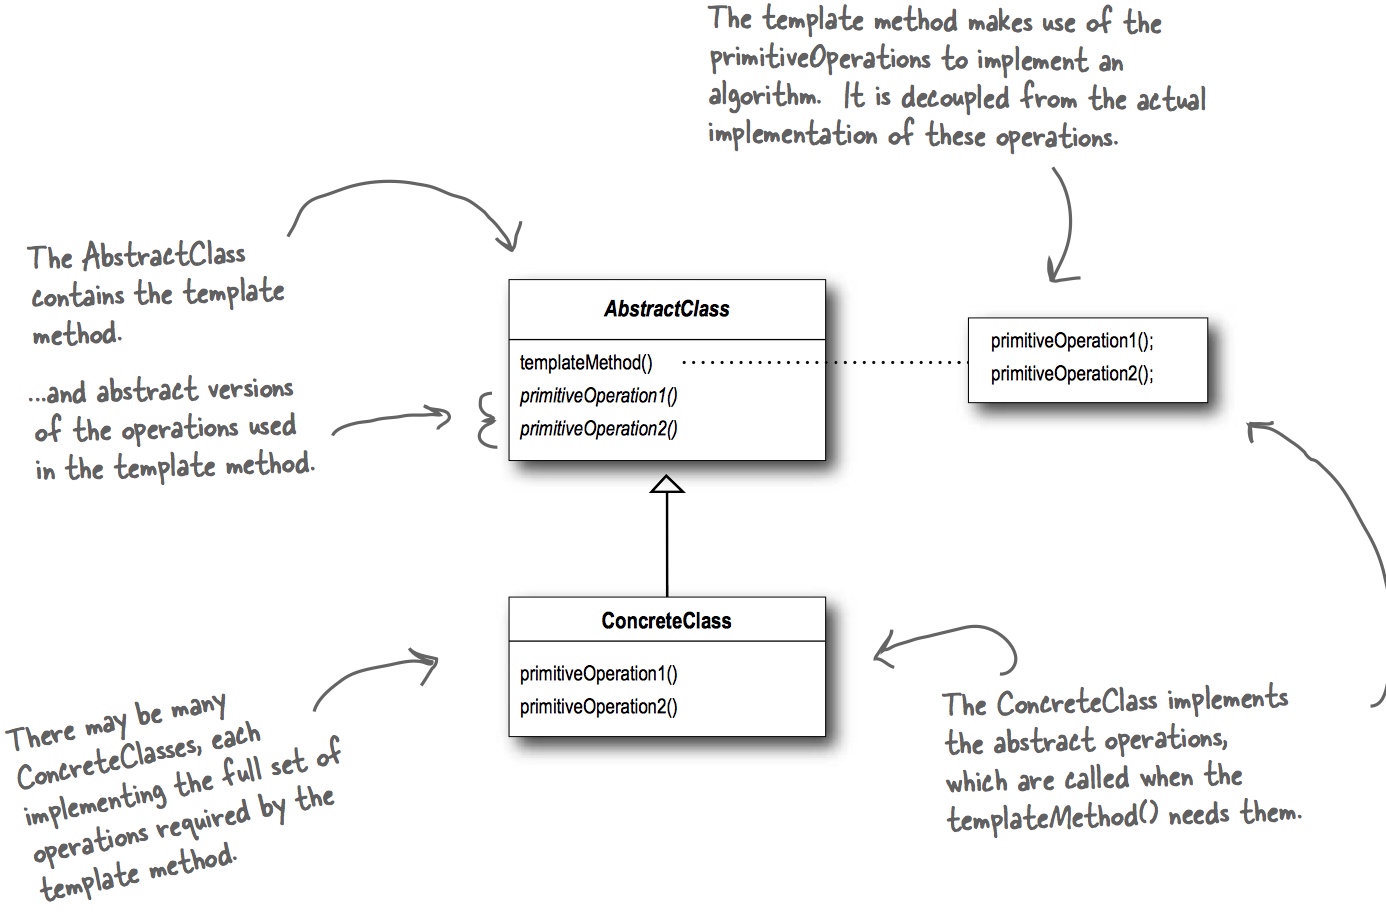 The template method makes use of the
primitiveOperations to implement an
algorithm. It is decoupled from the actual
implementation of these operations.
The AbstractClass
contains the template
method.
...and abstract versions
of the operations used
in the template method.
AbstractClass
templateMethod()
primitiveOperation1()
primitiveOperation2()
primitiveOperation1();
primitiveOperation2();
ConcreteClass
primitiveOperation1()
primitiveOperation2()
There may be many
ConcreteClasses, each
implementing the full set of
operations required by the
template method.
The ConcreteClass implements
the abstract operations,
which are called when the
templateMethod() needs them.